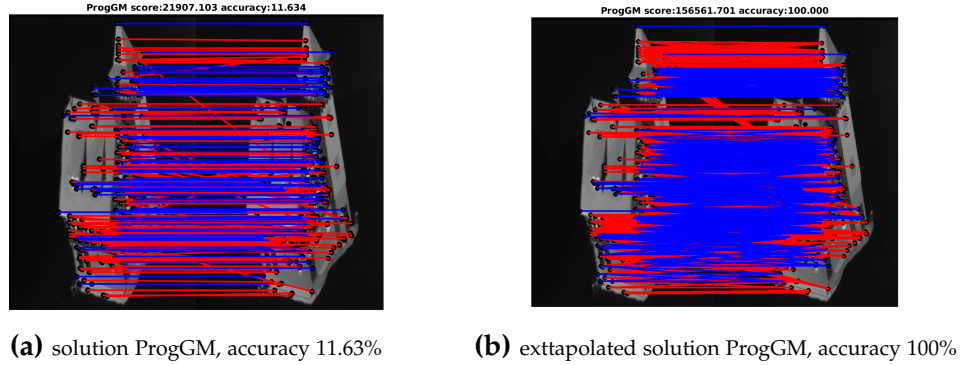 ProgGM score:21907.103 accuracy:11.634
ProgGM score:156561.701 accuracy:100.000
(a) solution ProgGM, accuracy 11.63%
(b) exttapolated solution ProgGM, accuracy 100%